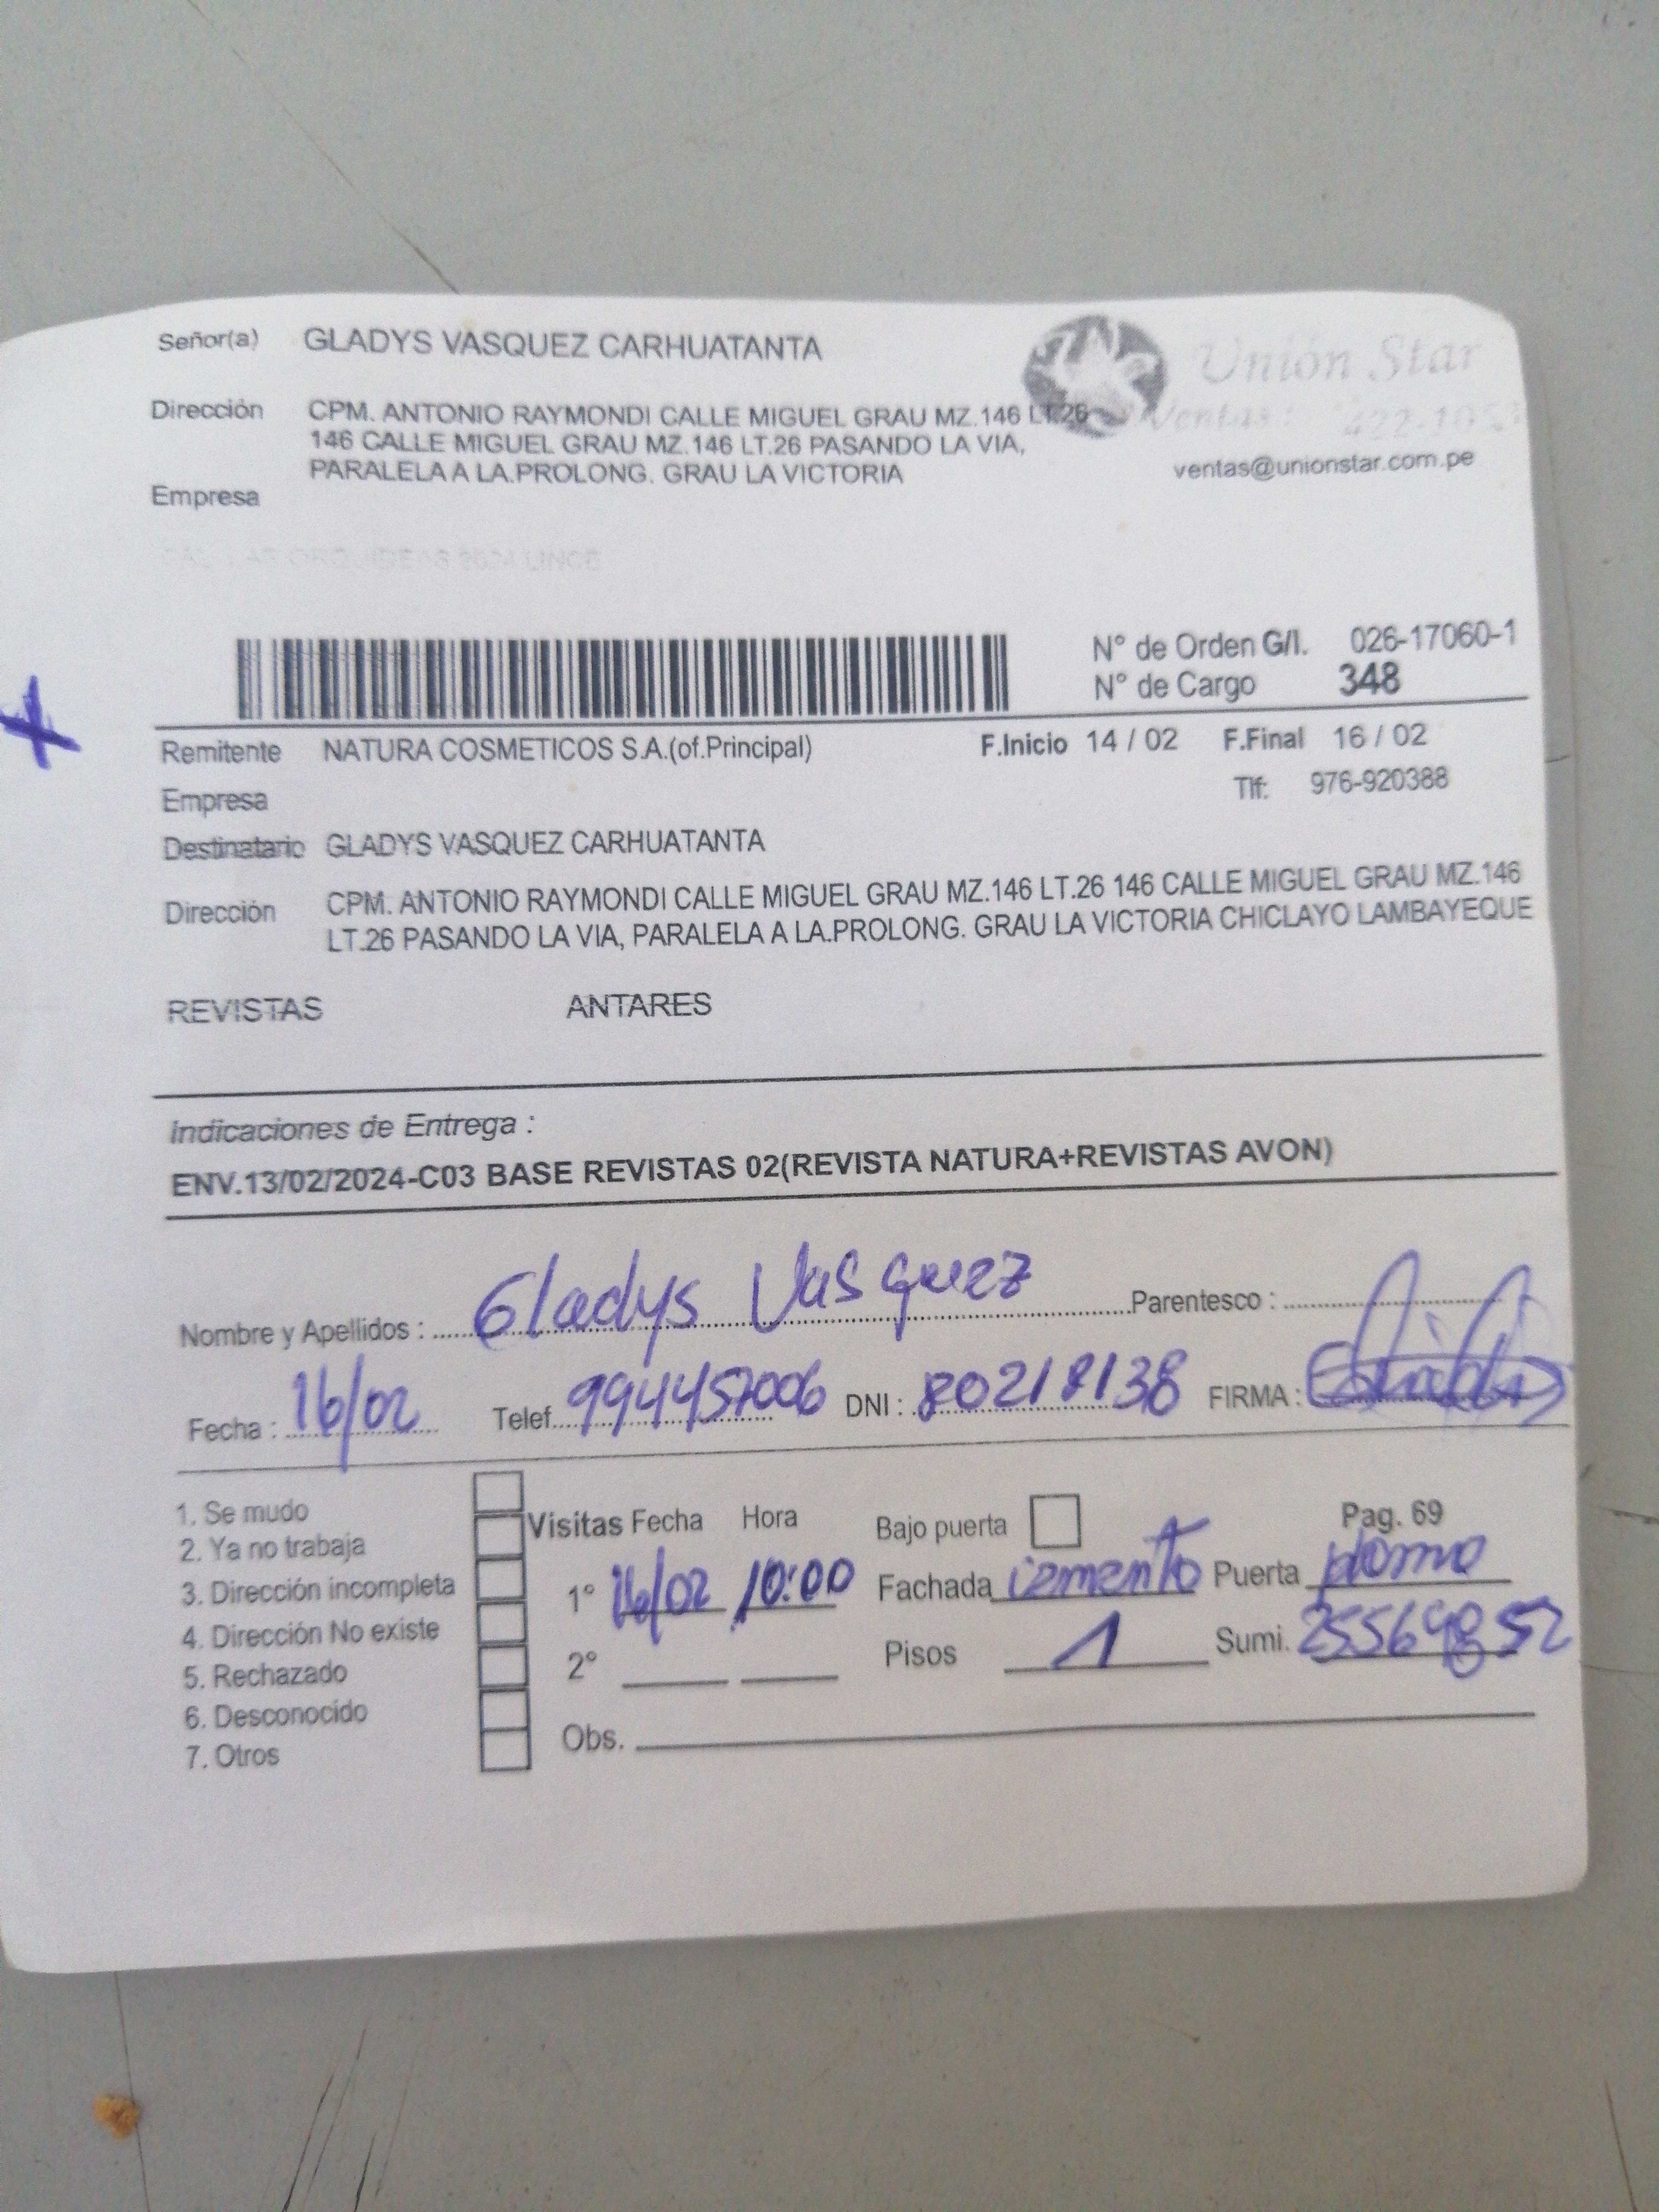 Señor(a) GLADYS VASQUEZ CARHUATANTA
Unión Star
Dirección CPM. ANTONIO RAYMONDI CALLE MIGUEL GRAU MZ.146 LT.26
Ventas:
146 CALLE MIGUEL GRAU MZ.146 LT.26 PASANDO LA VIA,
PARALELA A LA.PROLONG. GRAU LA VICTORIA
ventas@unionstar.com.pe
Empresa
N° de Orden G/I. 026-17060-1
N° de Cargo 348
Remitente NATURA COSMETICOS S.A.(of.Principal) F.Inicio 14 / 02 F.Final 16 / 02
Empresa Tlf: 976-920388
Destinatario GLADYS VASQUEZ CARHUATANTA
Dirección CPM. ANTONIO RAYMONDI CALLE MIGUEL GRAU MZ.146 LT.26 146 CALLE MIGUEL GRAU MZ.146
LT.26 PASANDO LA VIA, PARALELA A LA.PROLONG. GRAU LA VICTORIA CHICLAYO LAMBAYEQUE
REVISTAS ANTARES
Indicaciones de Entrega :
ENV.13/02/2024-C03 BASE REVISTAS 02(REVISTA NATURA+REVISTAS AVON)
Nombre y Apellidos : Gladys Vasquez Parentesco :
Fecha : 16/02 Telef. 994457006 DNI : 80218138 FIRMA :
1. Se mudo
2. Ya no trabaja
3. Dirección incompleta
4. Dirección No existe
5. Rechazado
6. Desconocido
7. Otros
Visitas Fecha Hora Bajo puerta Pag. 69
1° 16/02 10:00 Fachada cemento Puerta plomo
2° Pisos 1 Sumi. 25564852
Obs.